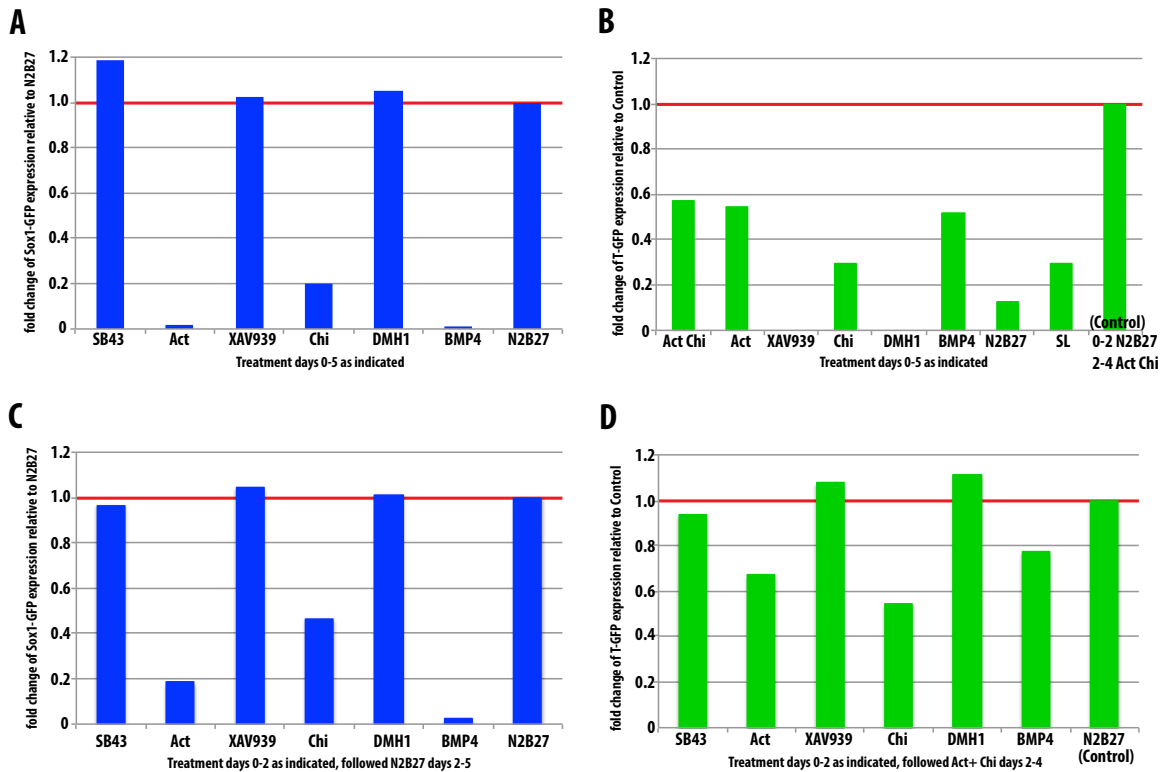 A
fold change of Sox1-GFP expression relative to N2B27
1.2
1.0
0.8
0.6
0.4
0.2
0
SB43 Act XAV939 Chi DMH1 BMP4 N2B27
Treatment days 0-5 as indicated
B
fold change of T-GFP expression relative to Control
1.2
1.0
0.8
0.6
0.4
0.2
0
(Control)
Act Chi Act XAV939 Chi DMH1 BMP4 N2B27 SL 0-2 N2B27
2-4 Act Chi
Treatment days 0-5 as indicated
C
fold change of Sox1-GFP expression relative to N2B27
1.2
1.0
0.8
0.6
0.4
0.2
0
SB43 Act XAV939 Chi DMH1 BMP4 N2B27
Treatment days 0-2 as indicated, followed N2B27 days 2-5
D
fold change of T-GFP expression relative to Control
1.2
1.0
0.8
0.6
0.4
0.2
0
SB43 Act XAV939 Chi DMH1 BMP4 N2B27
(Control)
Treatment days 0-2 as indicated, followed Act+ Chi days 2-4